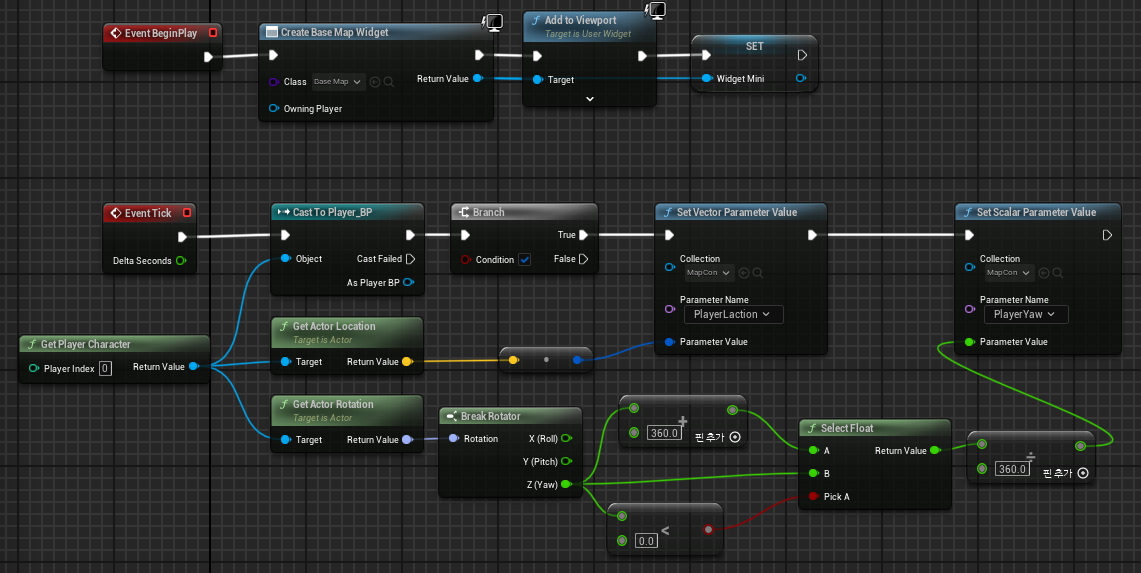 Event BeginPlay
Create Base Map Widget
Class
Base Map
Return Value
Owning Player
Add to Viewport
Target is User Widget
Target
SET
Widget Mini
Event Tick
Delta Seconds
Cast To Player_BP
Object
Cast Failed
As Player BP
Branch
True
Condition
False
Set Vector Parameter Value
Collection
MapCon
Parameter Name
PlayerLaction
Parameter Value
Set Scalar Parameter Value
Collection
MapCon
Parameter Name
PlayerYaw
Parameter Value
Get Player Character
Player Index
0
Return Value
Get Actor Location
Target is Actor
Target
Return Value
Get Actor Rotation
Target is Actor
Target
Return Value
Break Rotator
Rotation
X (Roll)
Y (Pitch)
Z (Yaw)
+
360.0
핀 추가
<
0.0
Select Float
A
Return Value
B
Pick A
÷
360.0
핀 추가